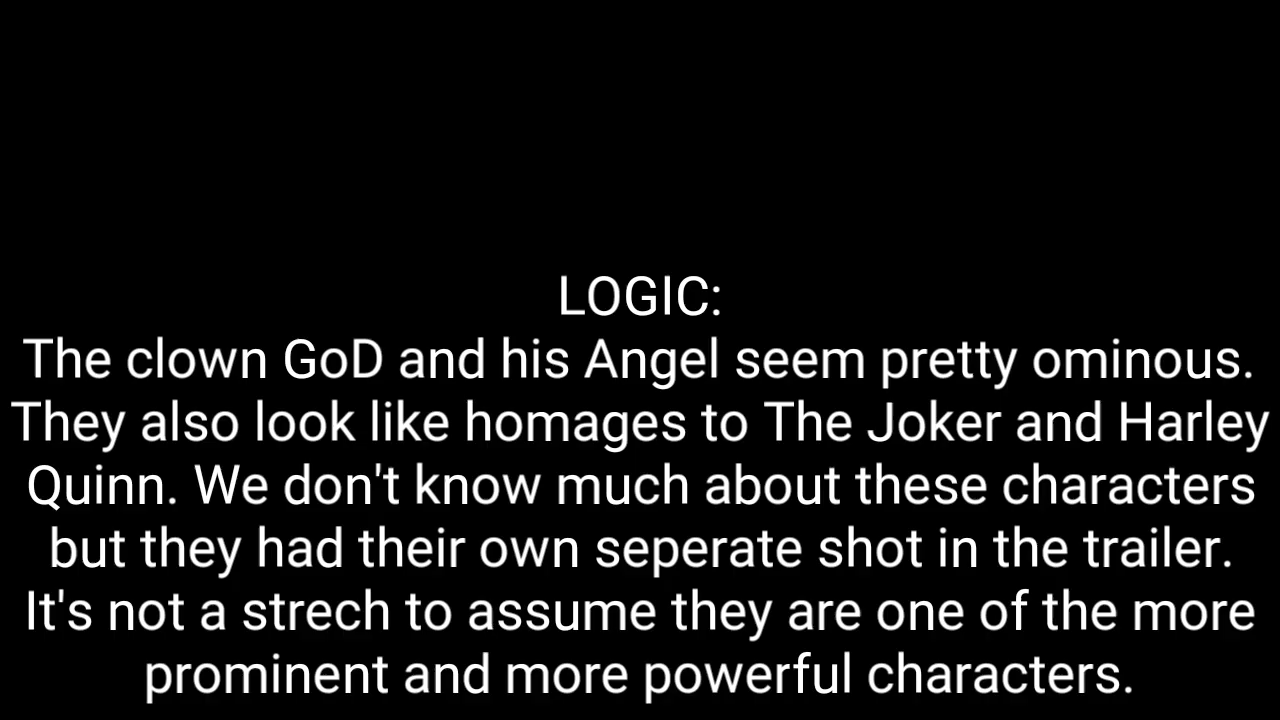 LOGIC:
The clown GoD and his Angel seem pretty ominous.
They also look like homages to The Joker and Harley
Quinn. We don't know much about these characters
but they had their own seperate shot in the trailer.
It's not a strech to assume they are one of the more
prominent and more powerful characters.